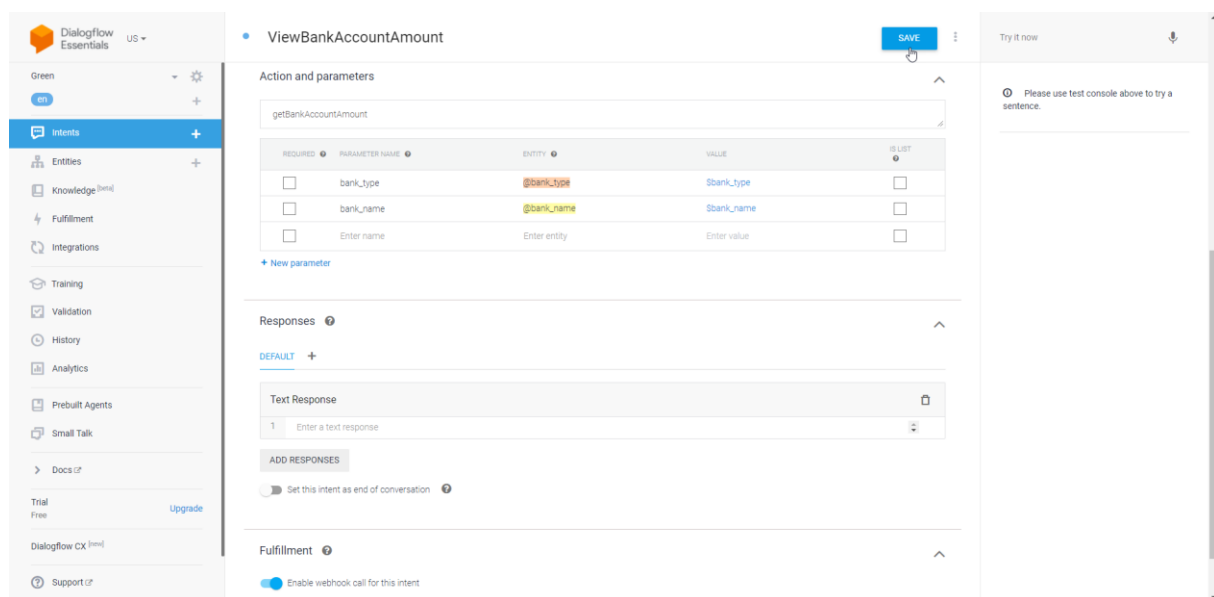 Dialogflow
Essentials
US
Green
en
Intents
Entities
Knowledge [beta]
Fulfillment
Integrations
Training
Validation
History
Analytics
Prebuilt Agents
Small Talk
Docs
Trial
Free
Upgrade
Dialogflow CX [new]
Support
ViewBankAccountAmount
SAVE
Action and parameters
getBankAccountAmount
REQUIRED PARAMETER NAME ENTITY VALUE IS LIST
bank_type @bank_type $bank_type
bank_name @bank_name $bank_name
Enter name Enter entity Enter value
+ New parameter
Responses
DEFAULT +
Text Response
1 Enter a text response
ADD RESPONSES
Set this intent as end of conversation
Fulfillment
Enable webhook call for this intent
Try it now
Please use test console above to try a
sentence.